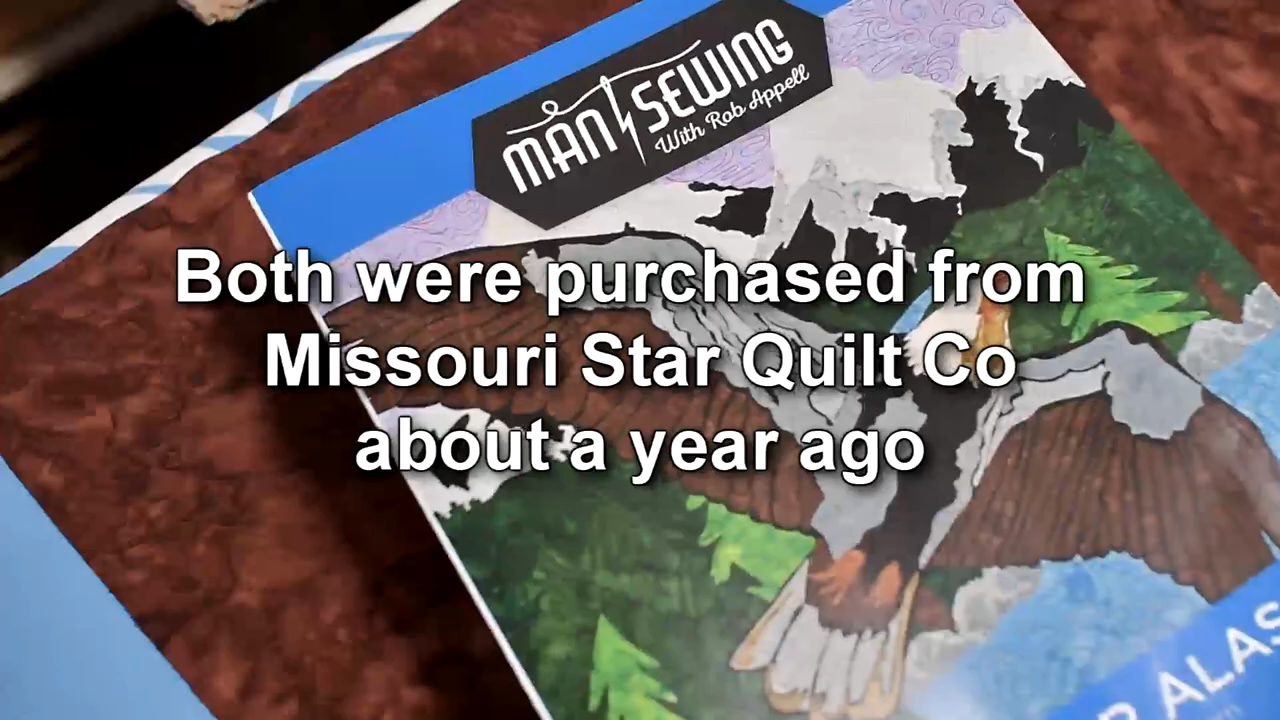 MAN SEWING
With Rob Appell
Both were purchased from
Missouri Star Quilt Co
about a year ago